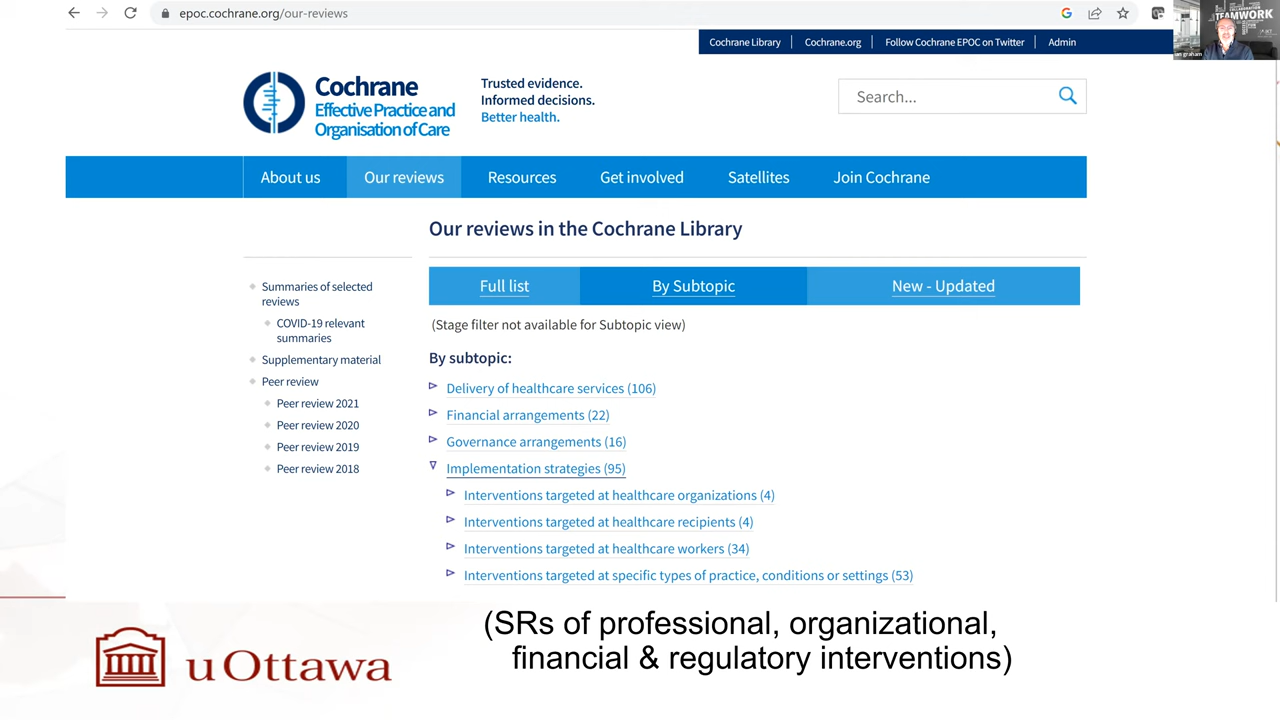 epoc.cochrane.org/our-reviews
TEAMWORK
Cochrane Library
Cochrane.org
Follow Cochrane EPOC on Twitter
Admin
Cochrane
Effective Practice and
Organisation of Care
Trusted evidence.
Informed decisions.
Better health.
Search...
About us
Our reviews
Resources
Get involved
Satellites
Join Cochrane
Our reviews in the Cochrane Library
Summaries of selected
reviews
COVID-19 relevant
summaries
Supplementary material
Peer review
Peer review 2021
Peer review 2020
Peer review 2019
Peer review 2018
Full list
By Subtopic
New - Updated
(Stage filter not available for Subtopic view)
By subtopic:
Delivery of healthcare services (106)
Financial arrangements (22)
Governance arrangements (16)
Implementation strategies (95)
Interventions targeted at healthcare organizations (4)
Interventions targeted at healthcare recipients (4)
Interventions targeted at healthcare workers (34)
Interventions targeted at specific types of practice, conditions or settings (53)
(SRs of professional, organizational,
financial & regulatory interventions)
uOttawa